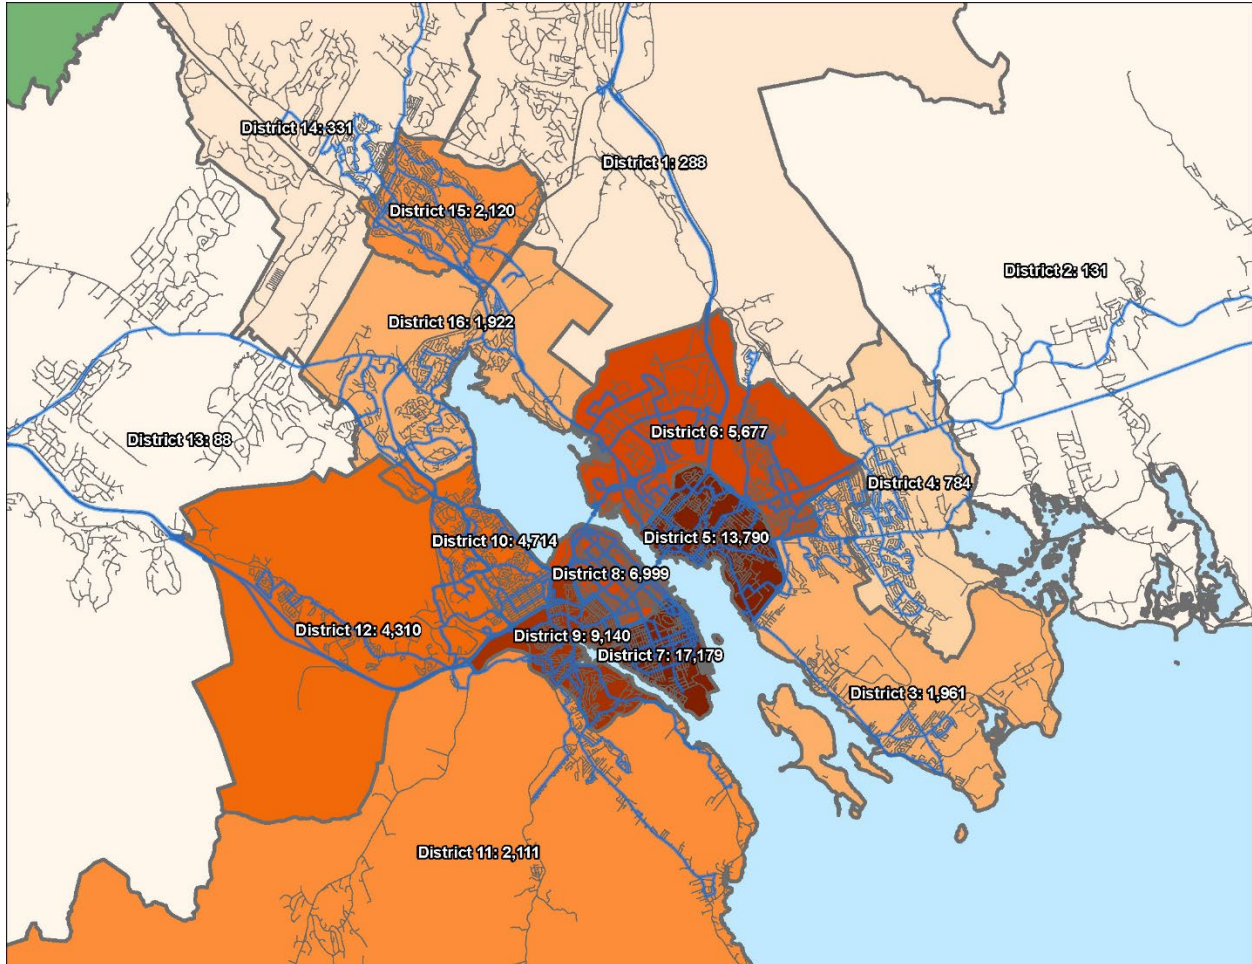 District 14: 331
District 1: 288
District 15: 2,120
District 2: 131
District 16: 1,922
District 6: 5,677
District 13: 88
District 4: 784
District 5: 13,790
District 10: 4,714
District 8: 6,999
District 12: 4,310
District 9: 9,140
District 7: 17,179
District 3: 1,961
District 11: 2,111